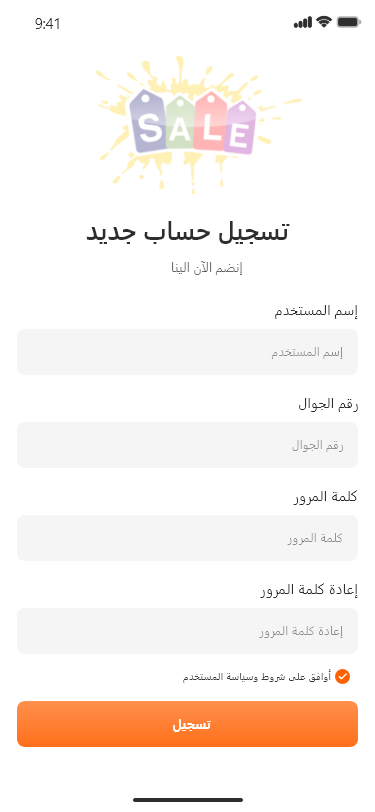 9:41
SALE
تسجيل حساب جديد
إنضم الآن الينا
إسم المستخدم
إسم المستخدم
رقم الجوال
رقم الجوال
كلمة المرور
كلمة المرور
إعادة كلمة المرور
إعادة كلمة المرور
أوافق على شروط وسياسة المستخدم
تسجيل